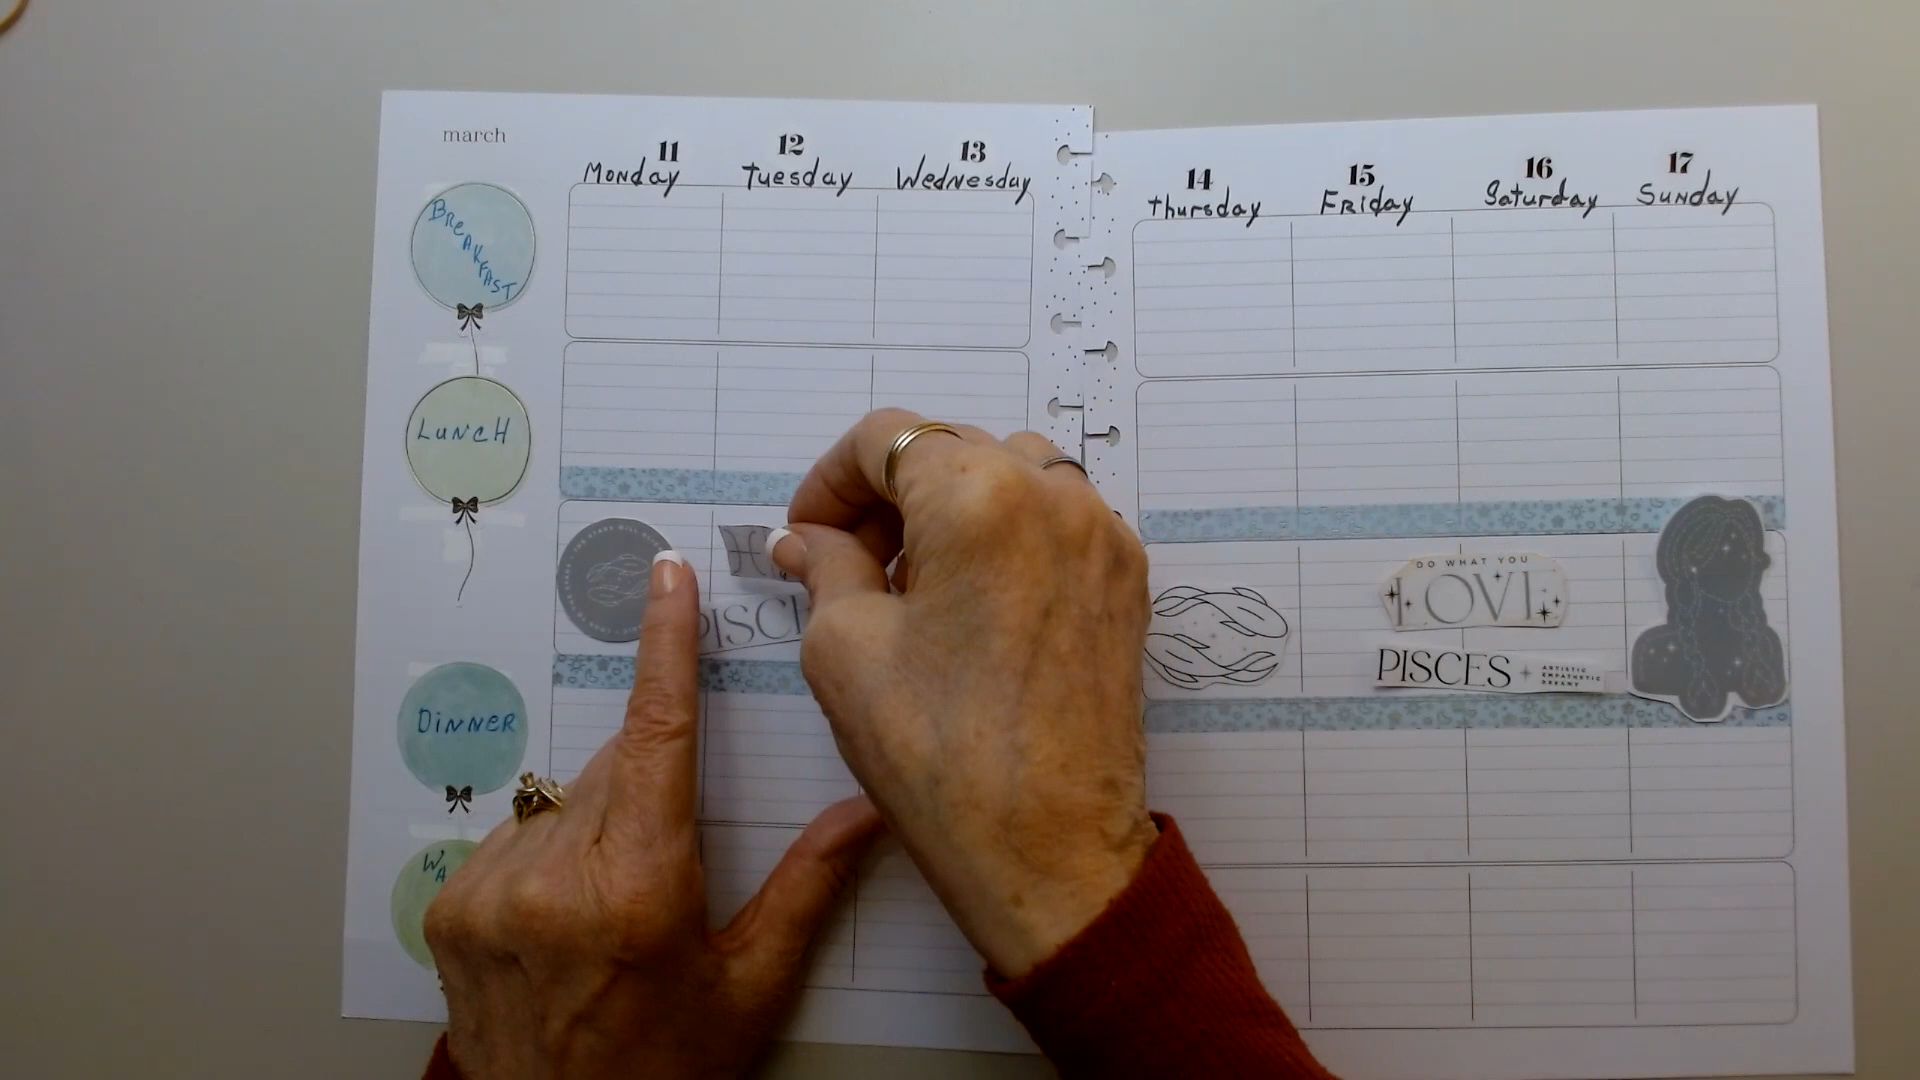 march
11 12 13
Monday Tuesday Wednesday
14 15 16 17
Thursday Friday Saturday Sunday
BREAKFAST
LUNCH
DO WHAT YOU
LOVE
PISCES ARTISTIC
EMPATHETIC
DREAMY
DINNER